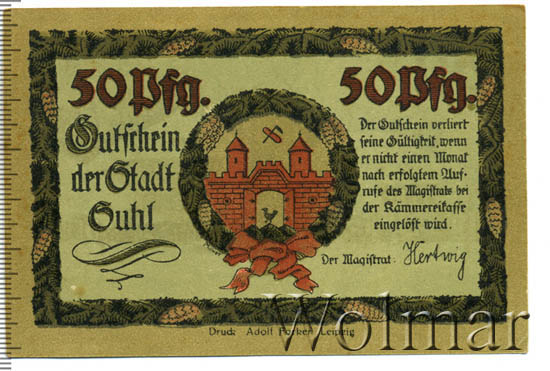 50 Pfg.
50 Pfg.
Gutschein
der Stadt
Suhl
Der Gutschein verliert
seine Gültigkeit, wenn
er nicht einen Monat
nach erfolgtem Auf-
rufe des Magistrats bei
der Kämmereikasse
eingelöst wird.
Der Magistrat: Hertwig
Druck Adolf Leipzig
Wolmar